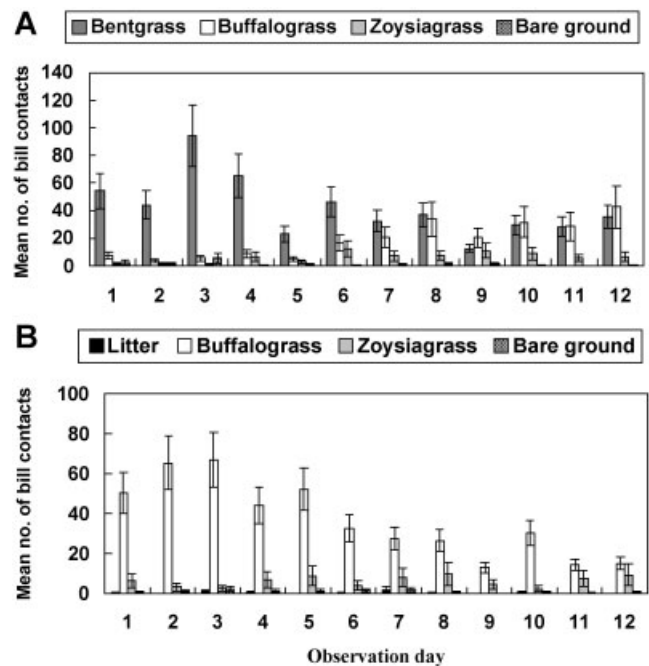 A
Bentgrass Buffalograss Zoysiagrass Bare ground
Mean no. of bill contacts
140
120
100
80
60
40
20
0
1 2 3 4 5 6 7 8 9 10 11 12
B
Litter Buffalograss Zoysiagrass Bare ground
Mean no. of bill contacts
100
80
60
40
20
0
1 2 3 4 5 6 7 8 9 10 11 12
Observation day